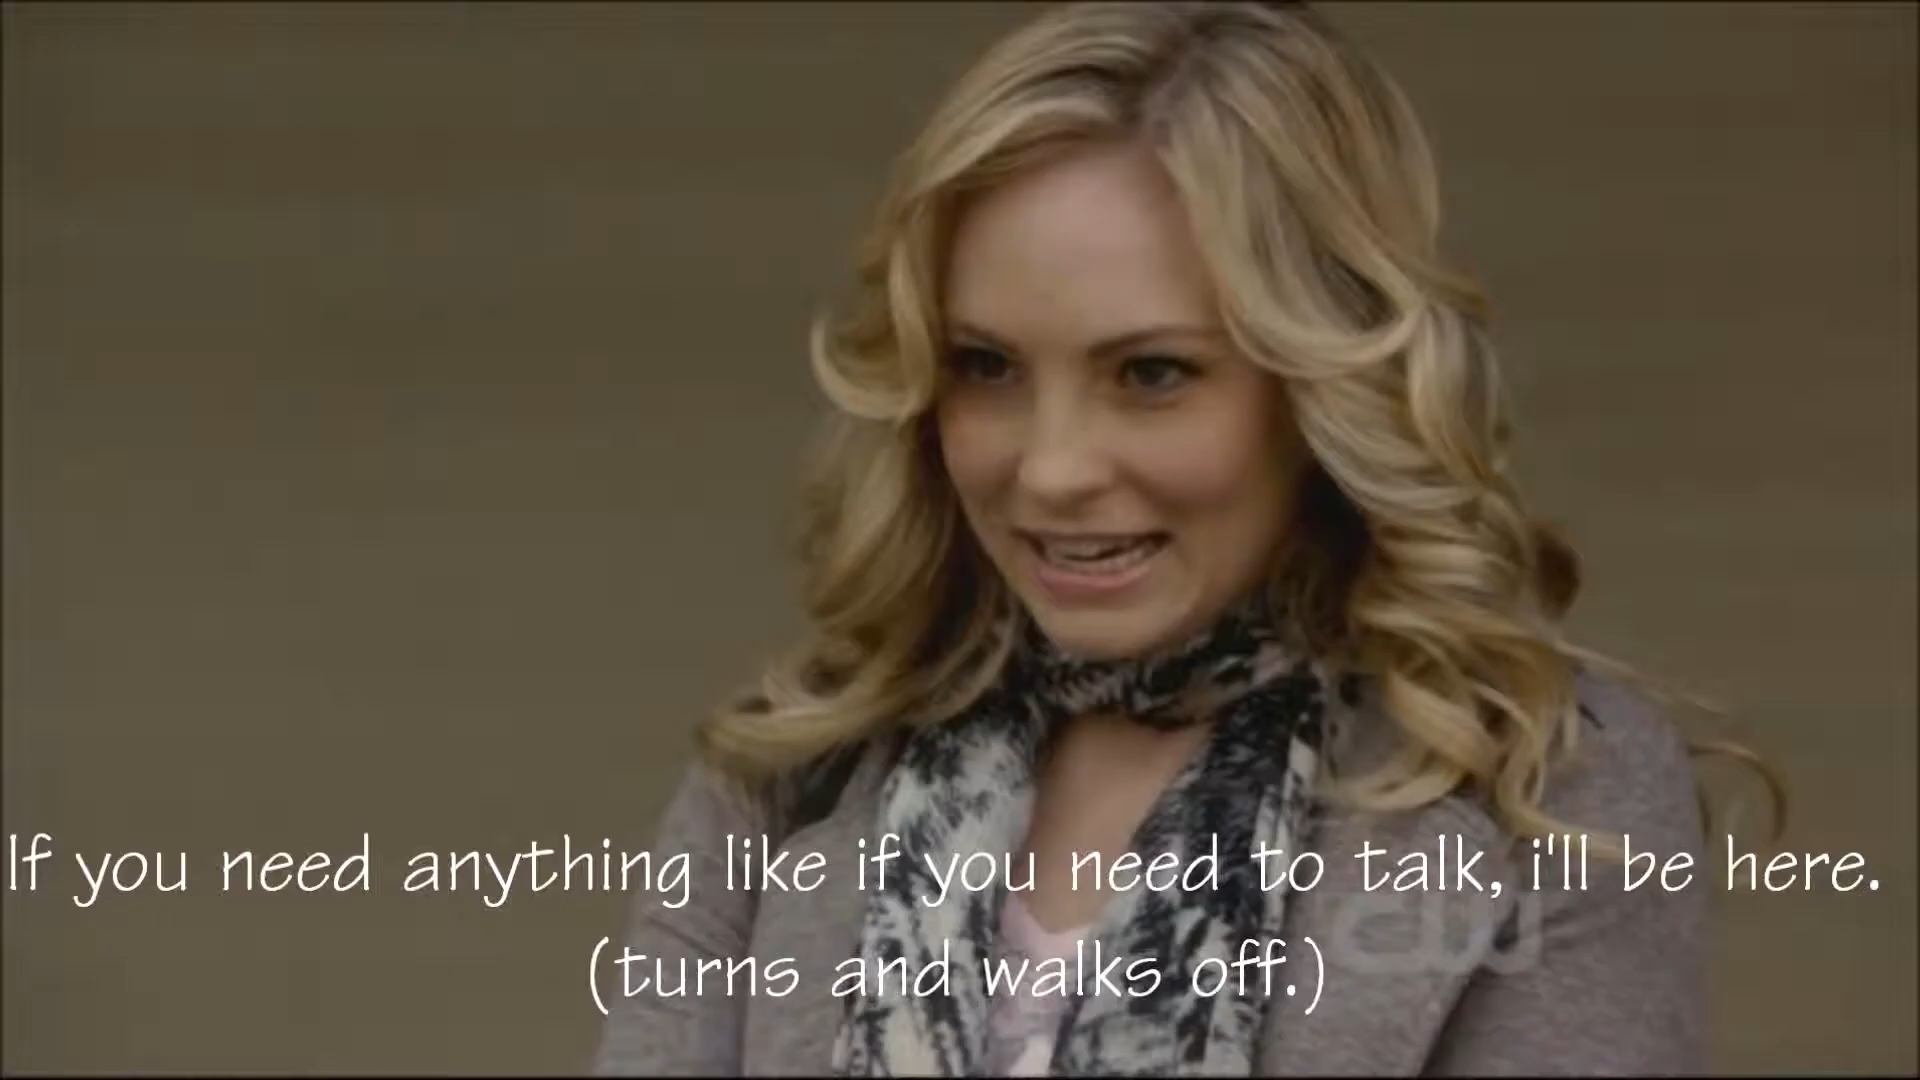 If you need anything like if you need to talk, i'll be here.
(turns and walks off.)